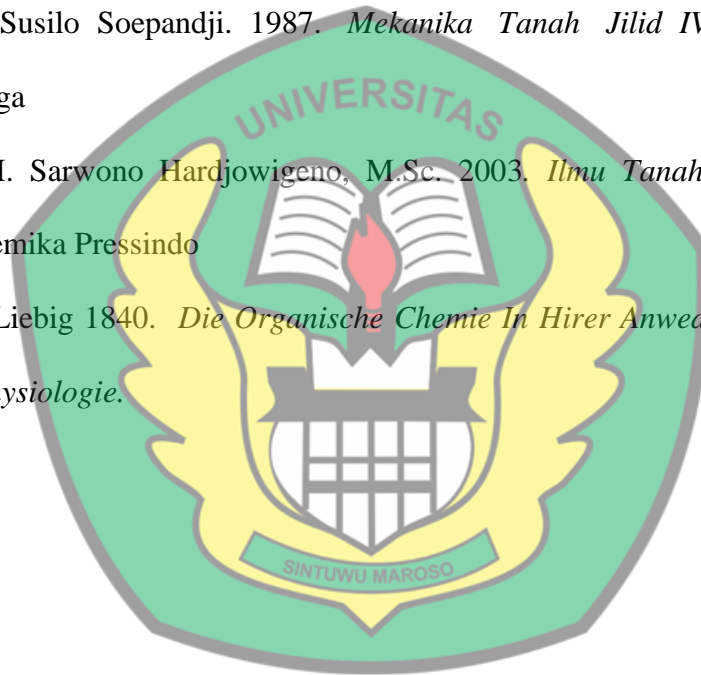 Susilo Soepandji. 1987. Mekanika Tanah Jilid IV
ga
I. Sarwono Hardjowigeno, M.Sc. 2003. Ilmu Tanah
emika Pressindo
Liebig 1840. Die Organische Chemie In Hirer Anwed
ysiologie.
UNIVERSITAS
SINTUWU MAROSO